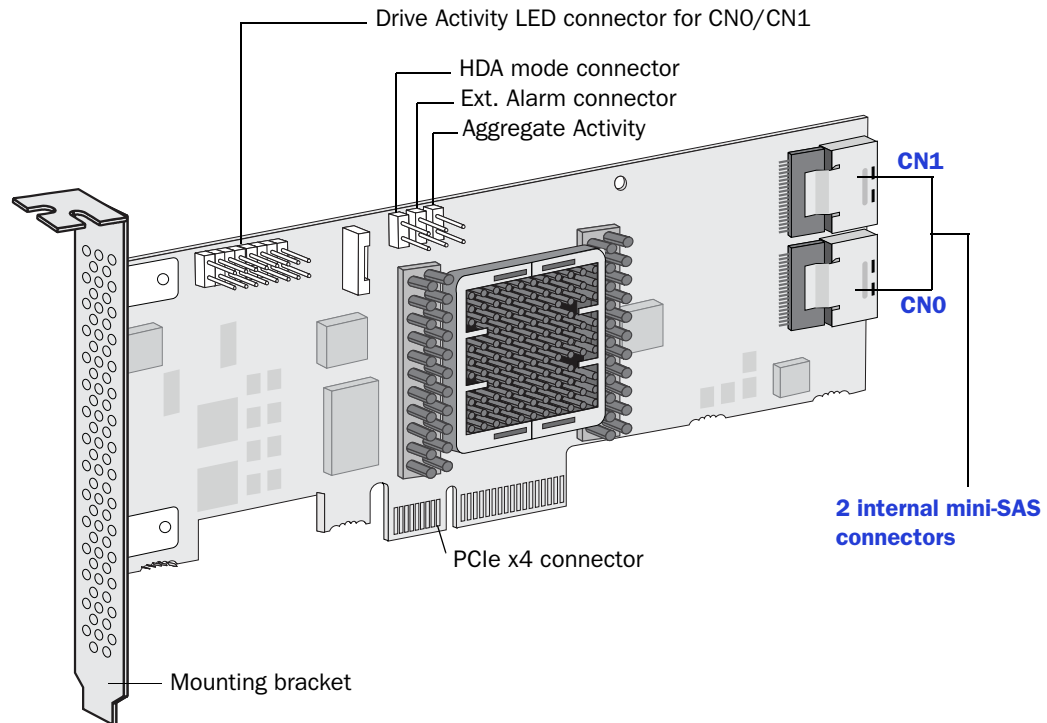 Drive Activity LED connector for CN0/CN1
HDA mode connector
Ext. Alarm connector
Aggregate Activity
CN1
CN0
2 internal mini-SAS
connectors
PCIe x4 connector
Mounting bracket